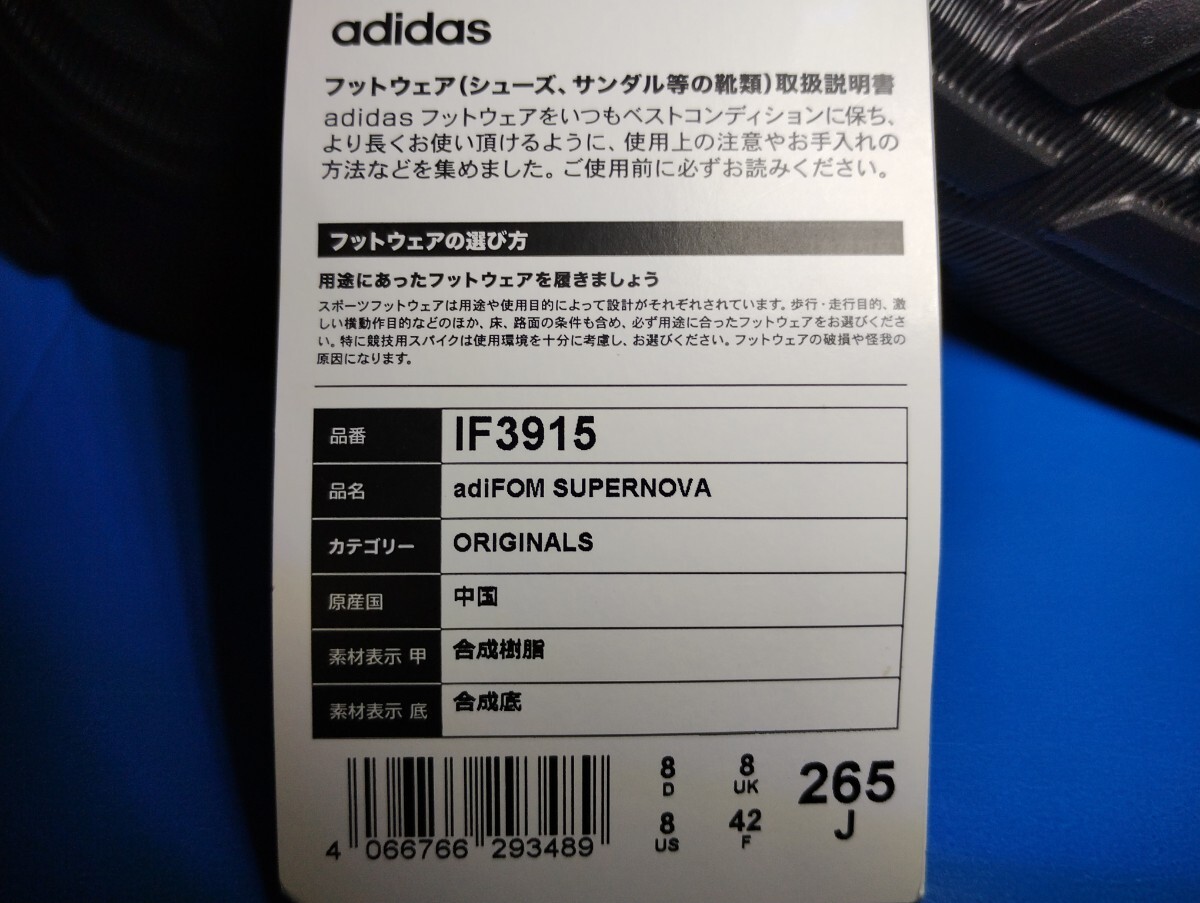 adidas
フットウェア(シューズ、サンダル等の靴類)取扱説明書
adidas フットウェアをいつもベストコンディションに保ち、
より長くお使い頂けるように、使用上の注意やお手入れの
方法などを集めました。ご使用前に必ずお読みください。
フットウェアの選び方
用途にあったフットウェアを履きましょう
スポーツフットウェアは用途や使用目的によって設計がそれぞれされています。歩行・走行目的、激
しい横動作目的などのほか、床、路面の条件も含め、必ず用途に合ったフットウェアをお選びくださ
い。特に競技用スパイクは使用環境を十分に考慮し、お選びください。フットウェアの破損や怪我の
原因になります。
品番 IF3915
品名 adiFOM SUPERNOVA
カテゴリー ORIGINALS
原産国 中国
素材表示 甲 合成樹脂
素材表示 底 合成底
8 8 265
D UK J
8 42
US F
4 066766 293489